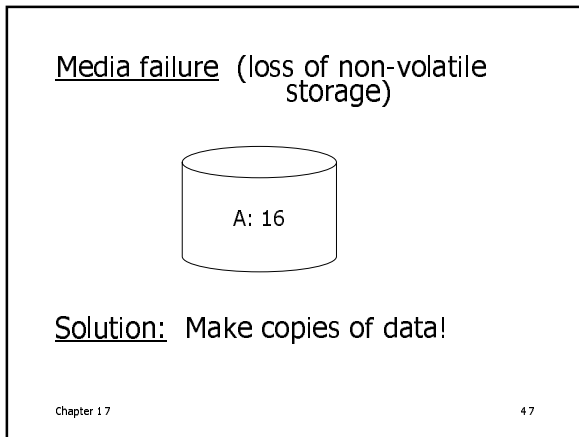 Media failure (loss of non-volatile
storage)
A: 16
Solution: Make copies of data!
Chapter 17
47